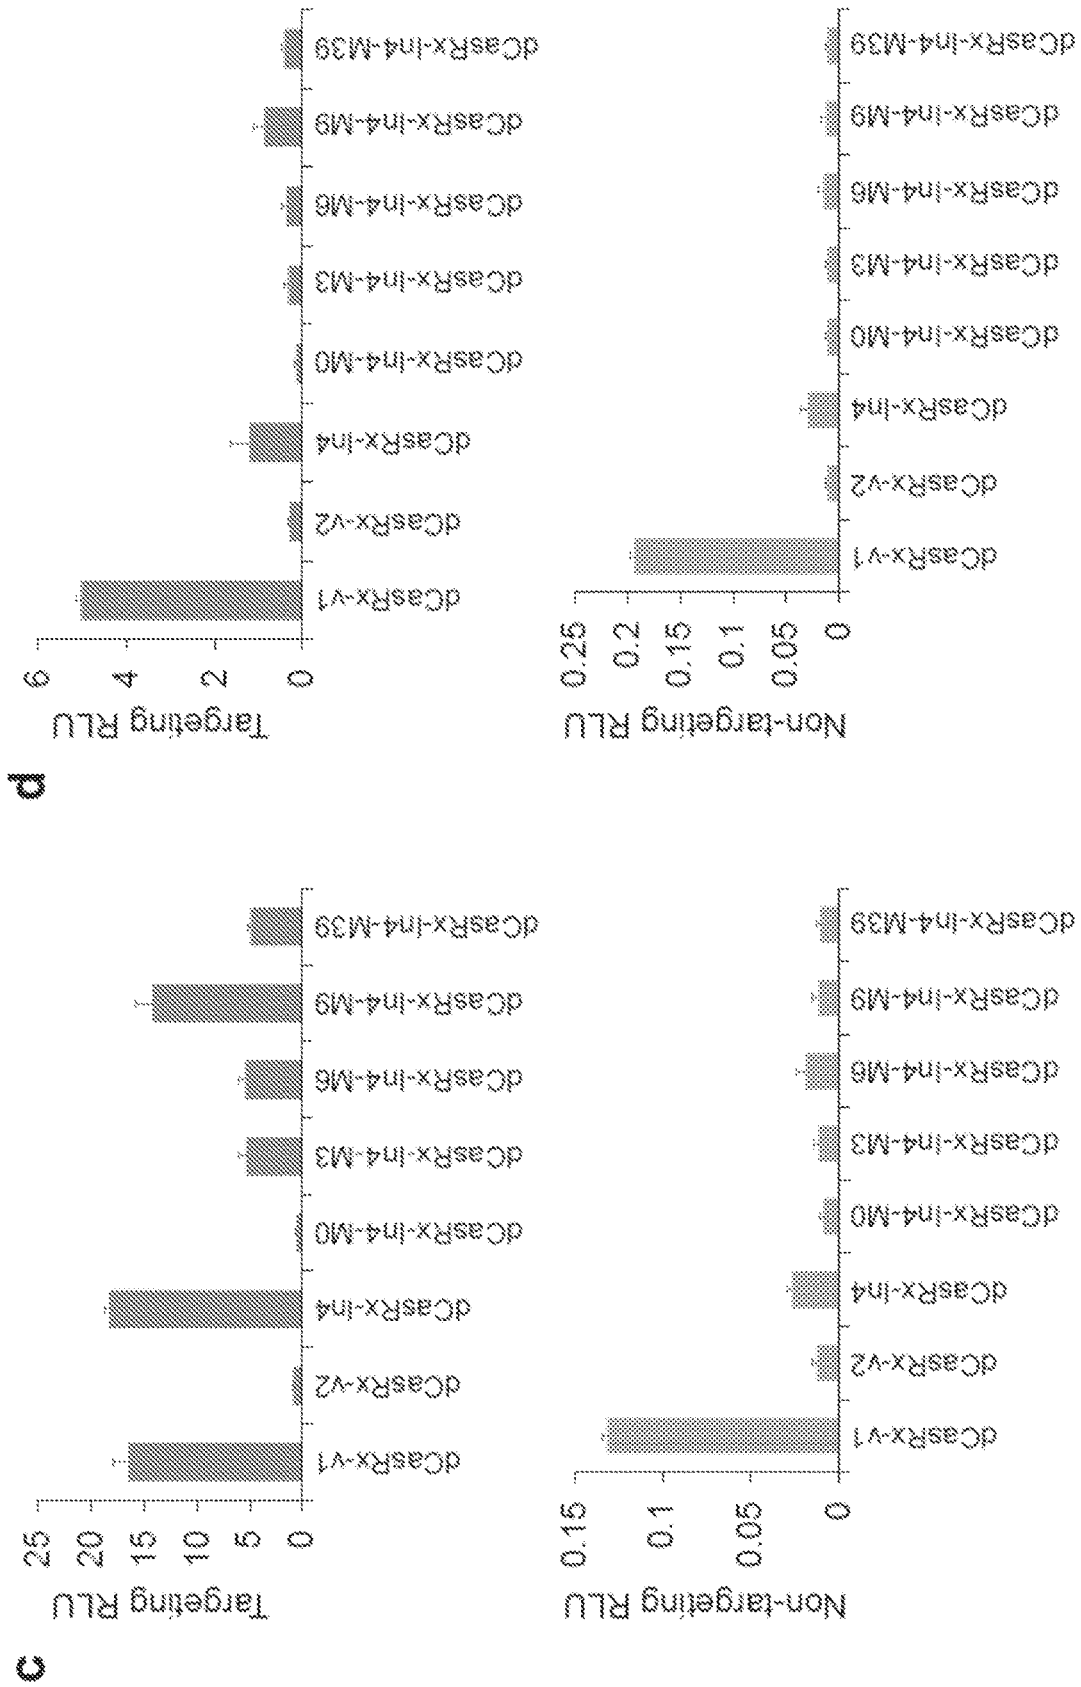 c
Targeting RLU
25
20
15
10
5
0
dCasRx-v1
dCasRx-v2
dCasRx-In4
dCasRx-In4-M0
dCasRx-In4-M3
dCasRx-In4-M6
dCasRx-In4-M9
dCasRx-In4-M39
Non-targeting RLU
0.15
0.1
0.05
0
dCasRx-v1
dCasRx-v2
dCasRx-In4
dCasRx-In4-M0
dCasRx-In4-M3
dCasRx-In4-M6
dCasRx-In4-M9
dCasRx-In4-M39
d
Targeting RLU
6
4
2
0
dCasRx-v1
dCasRx-v2
dCasRx-In4
dCasRx-In4-M0
dCasRx-In4-M3
dCasRx-In4-M6
dCasRx-In4-M9
dCasRx-In4-M39
Non-targeting RLU
0.25
0.2
0.15
0.1
0.05
0
dCasRx-v1
dCasRx-v2
dCasRx-In4
dCasRx-In4-M0
dCasRx-In4-M3
dCasRx-In4-M6
dCasRx-In4-M9
dCasRx-In4-M39